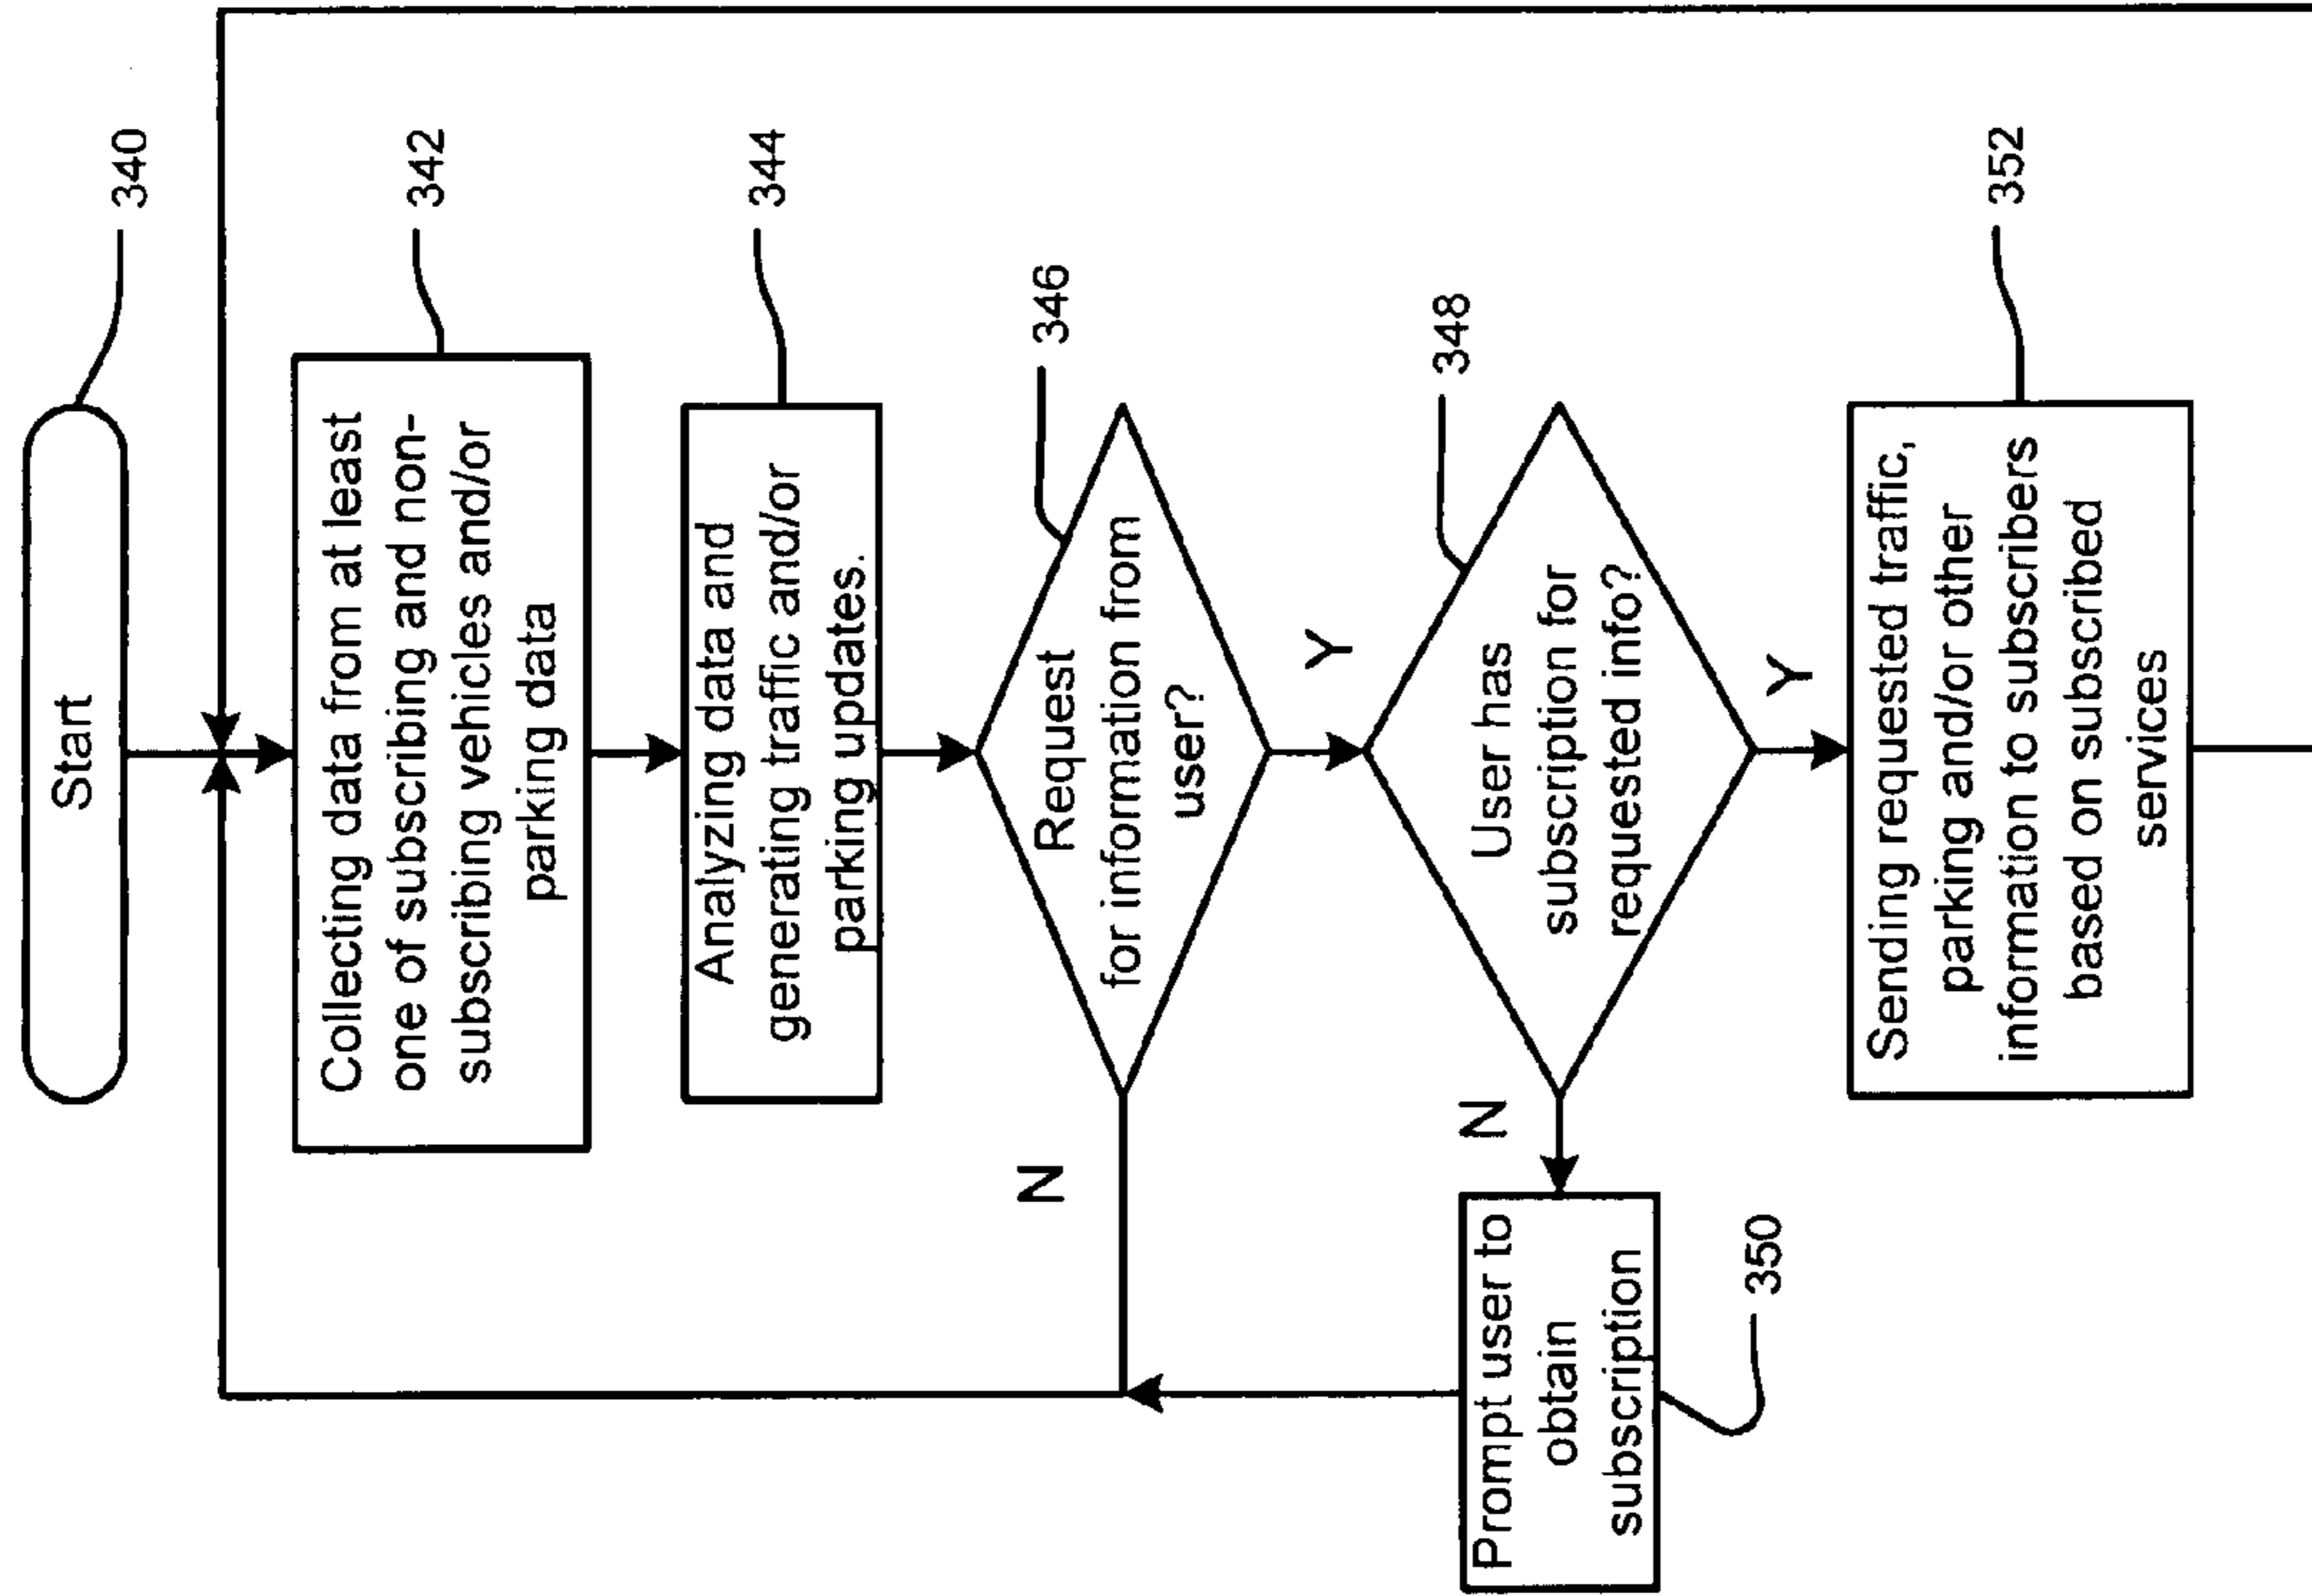 Start
340
Collecting data from at least
one of subscribing and non-
subscribing vehicles and/or
parking data
342
Analyzing data and
generating traffic and/or
parking updates.
344
Request
for information from
user?
346
N
Y
User has
subscription for
requested info?
348
N
Y
Prompt user to
obtain
subscription
350
Sending requested traffic,
parking and/or other
information to subscribers
based on subscribed
services
352